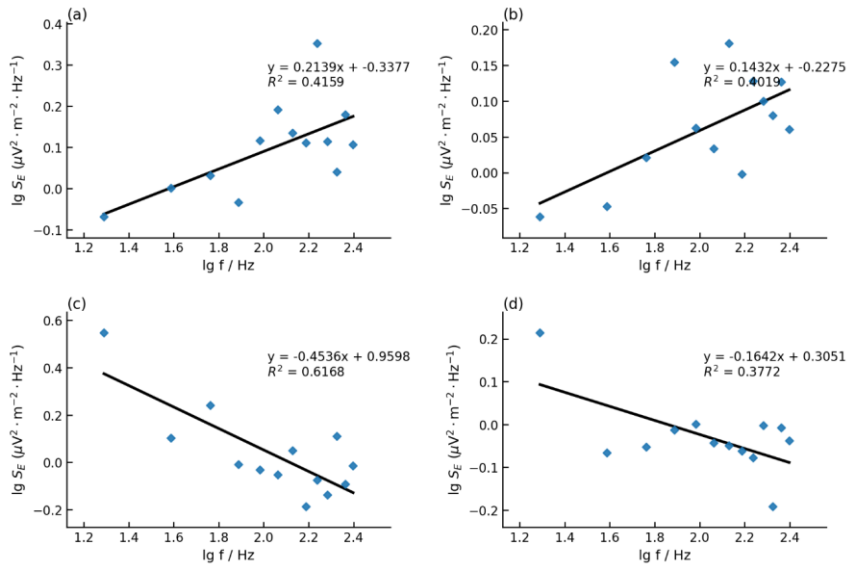 (a)
y = 0.2139x + -0.3377
R² = 0.4159
0.4
0.3
0.2
0.1
0.0
−0.1
lg S_E (μV² · m⁻² · Hz⁻¹)
1.2 1.4 1.6 1.8 2.0 2.2 2.4
lg f / Hz
(b)
y = 0.1432x + -0.2275
R² = 0.4019
0.20
0.15
0.10
0.05
0.00
−0.05
lg S_E (μV² · m⁻² · Hz⁻¹)
1.2 1.4 1.6 1.8 2.0 2.2 2.4
lg f / Hz
(c)
y = -0.4536x + 0.9598
R² = 0.6168
0.6
0.4
0.2
0.0
−0.2
lg S_E (μV² · m⁻² · Hz⁻¹)
1.2 1.4 1.6 1.8 2.0 2.2 2.4
lg f / Hz
(d)
y = -0.1642x + 0.3051
R² = 0.3772
0.2
0.1
0.0
−0.1
−0.2
lg S_E (μV² · m⁻² · Hz⁻¹)
1.2 1.4 1.6 1.8 2.0 2.2 2.4
lg f / Hz